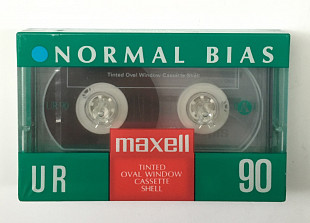 NORMAL BIAS
Tinted Oval Window Cassette Shell
maxell
UR
TINTED
OVAL WINDOW
CASSETTE
SHELL
90